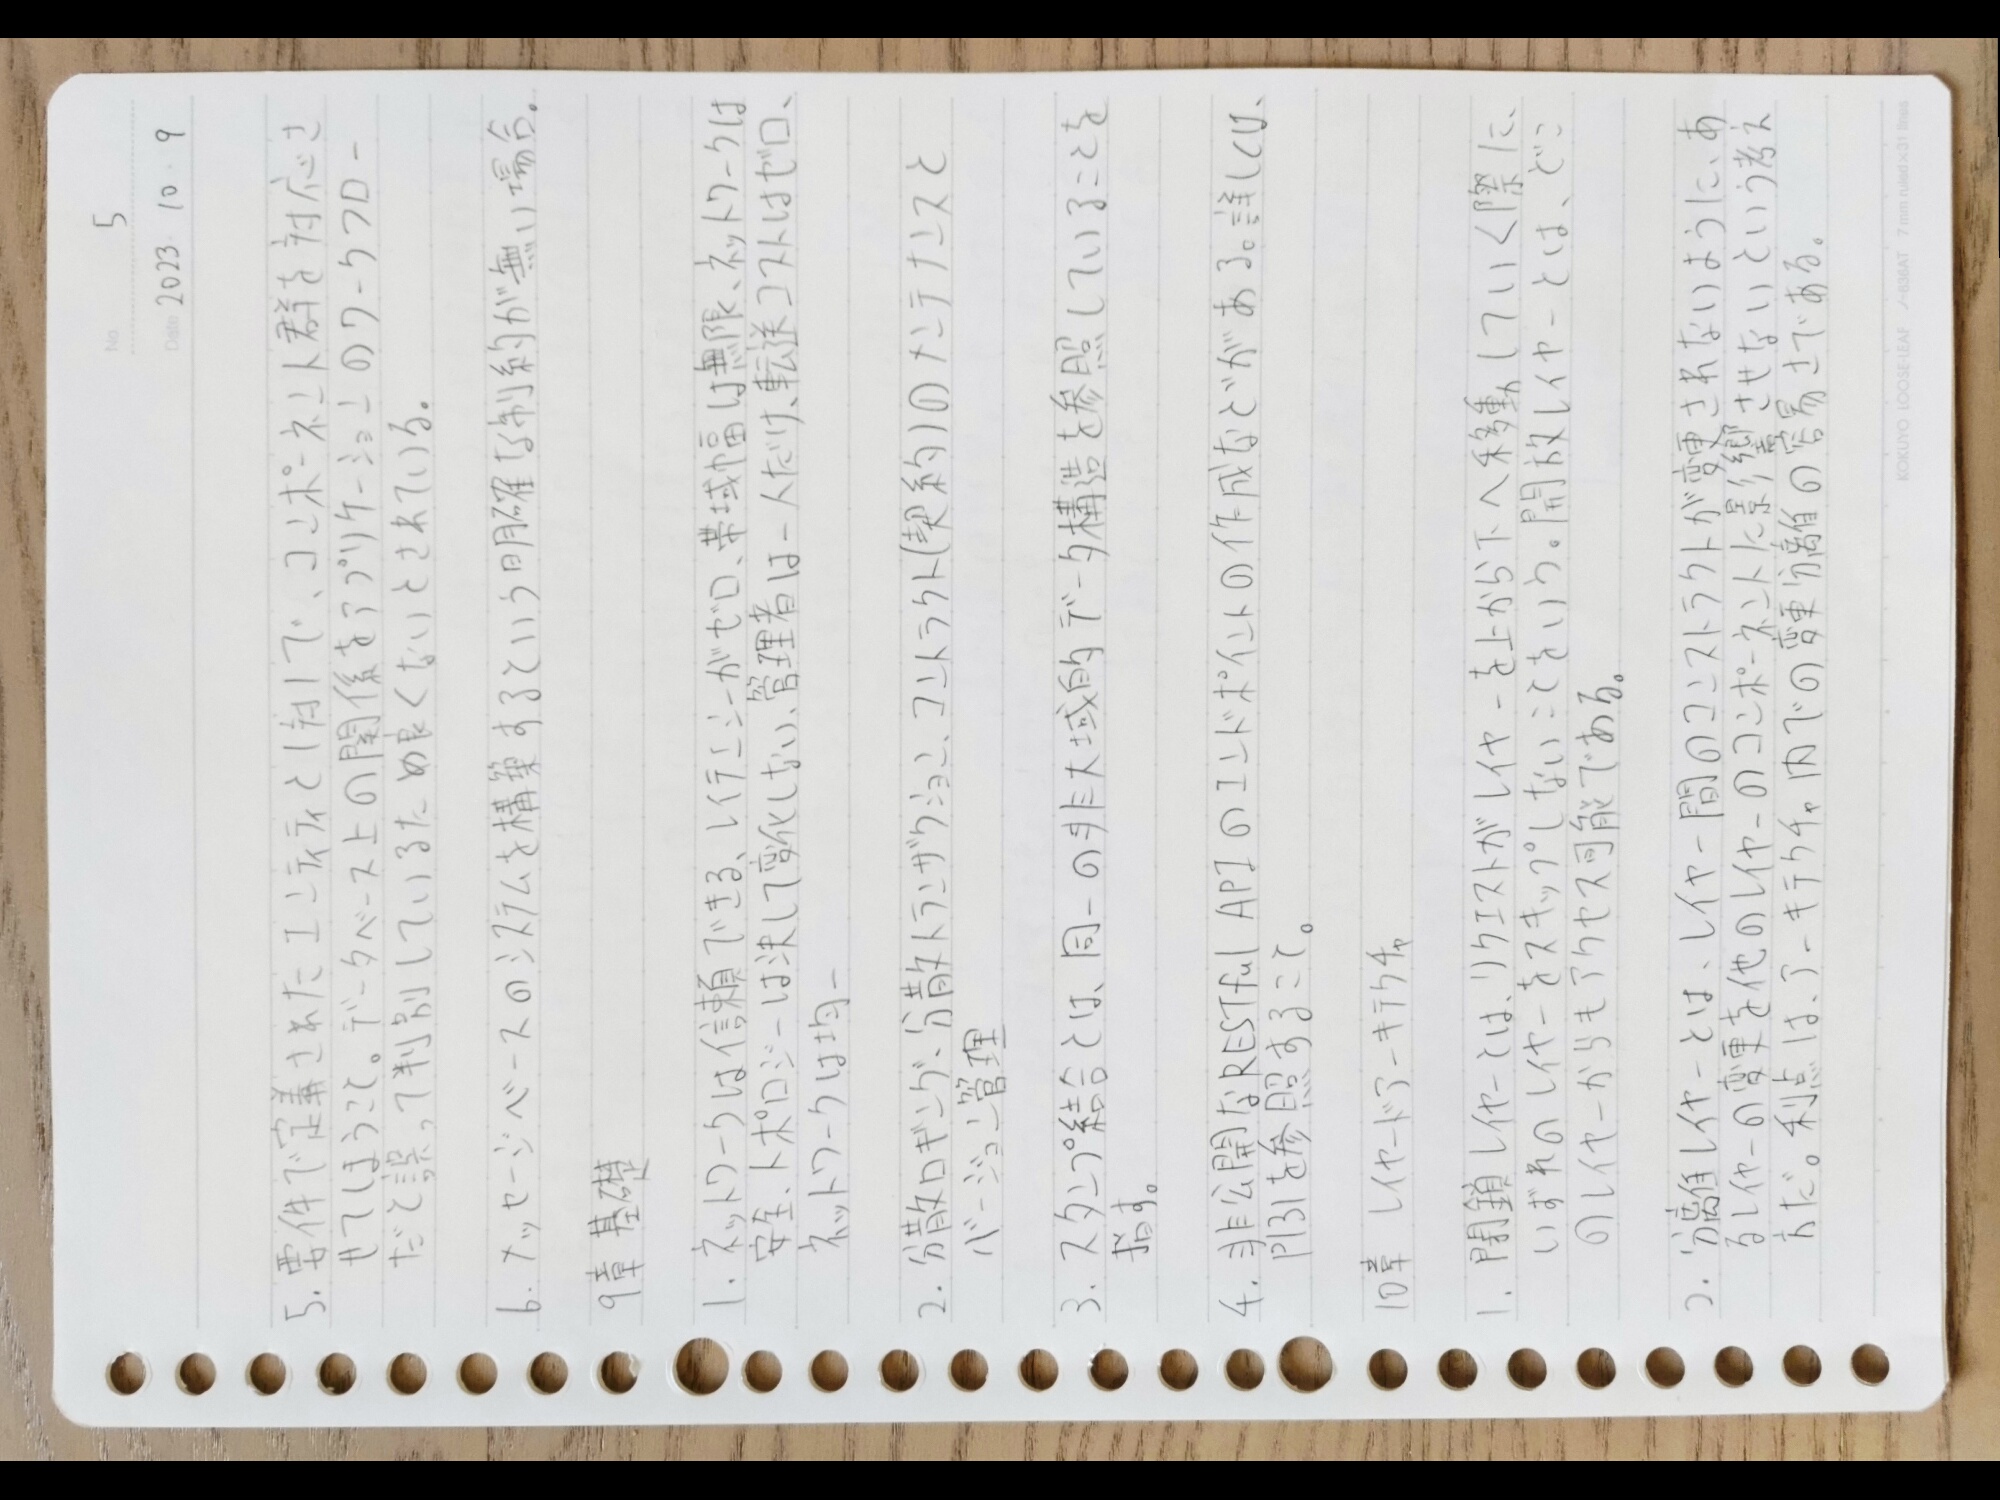 No. 5
Date 2023 · 10 · 9
5. 要件で定義されたエンティティと1対1で、コンポーネント群を対応さ
せてしまうこと。データベース上の関係をアプリケーションのワークフロー
だと誤って判別しているため良くないとされている。
6. メッセージベースのシステムを構築するという明確な制約が無い場合。
9章 基礎
1. ネットワークは信頼できる、レイテンシーがゼロ、帯域幅は無限、ネットワークは
安全、トポロジーは決して変化しない、管理者は一人だけ、転送コストはゼロ、
ネットワークは均一
2. 分散ロギング、分散トランザクション、コントラクト(契約)のメンテナンスと
バージョン管理
3. スタンプ結合とは、同一の非大域的データ構造を参照していることを
指す。
4. 非公開なRESTful APIのエンドポイントの作成などがある。詳しくは、
P131を参照すること。
10章 レイヤードアーキテクチャ
1. 閉鎖レイヤーとは、リクエストがレイヤーを上から下へ移動していく際に、
いずれのレイヤーをスキップしないことをいう。開放レイヤーとは、どこ
のレイヤーからもアクセス可能である。
2. 分離レイヤーとは、レイヤー間のコンストラクトが変更されないように、あ
るレイヤーの変更を他のレイヤーのコンポーネントに影響させないという考え
方だ。利点は、アーキテクチャ内での変更分離の容易さである。
KOKUYO LOOSE-LEAF ノ-836AT 7 mm ruled×31 lines